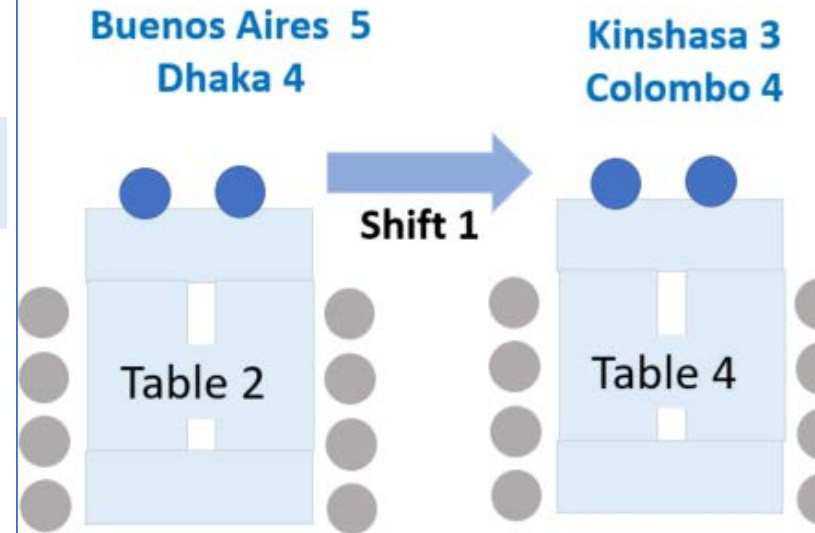 Buenos Aires 5
Dhaka 4
Kinshasa 3
Colombo 4
Shift 1
Table 2
Table 4